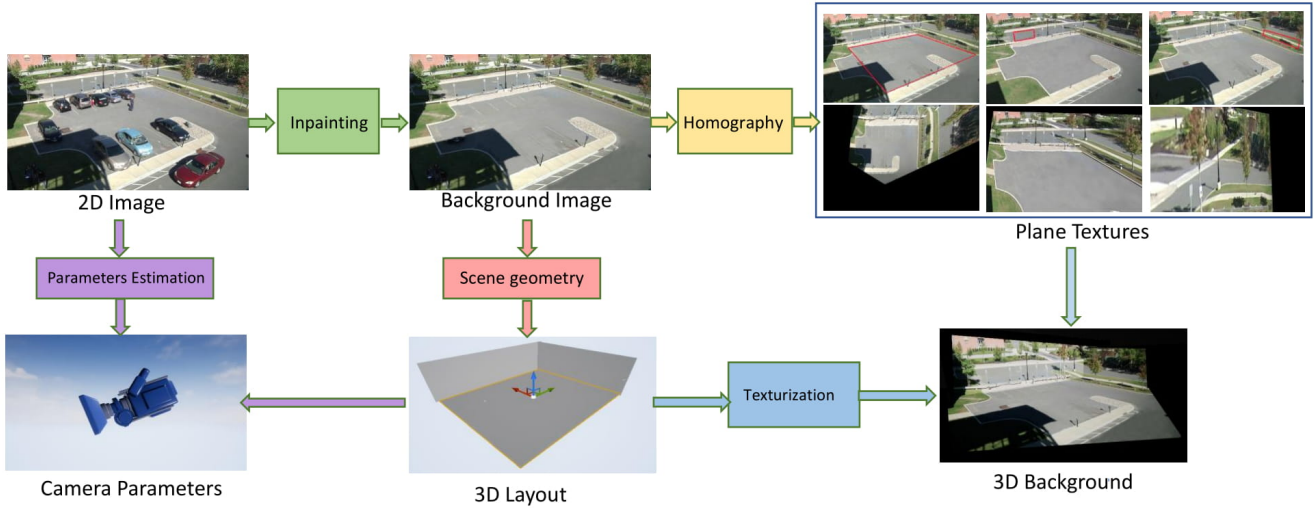 Inpainting
Homography
2D Image
Background Image
Plane Textures
Parameters Estimation
Scene geometry
Texturization
Camera Parameters
3D Layout
3D Background